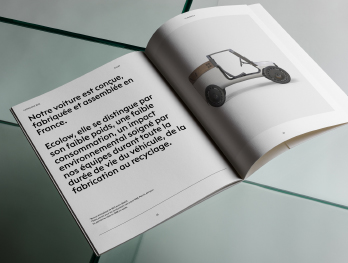 Notre voiture est conçue,
fabriquée et assemblée en
France.
Ecolow, elle se distingue par
son faible poids, une faible
consommation, un impact
environnemental soigné par
nos équipes durant toute la
durée de vie du véhicule, de la
fabrication au recyclage.